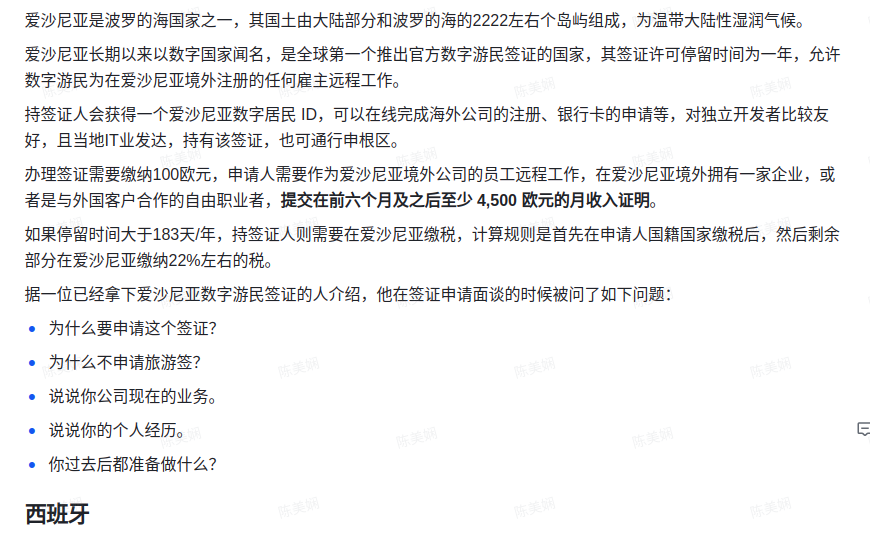 爱沙尼亚是波罗的海国家之一，其国土由大陆部分和波罗的海的2222左右个岛屿组成，为温带大陆性湿润气候。
爱沙尼亚长期以来以数字国家闻名，是全球第一个推出官方数字游民签证的国家，其签证许可停留时间为一年，允许
数字游民为在爱沙尼亚境外注册的任何雇主远程工作。
持签证人会获得一个爱沙尼亚数字居民 ID，可以在线完成海外公司的注册、银行卡的申请等，对独立开发者比较友
好，且当地IT业发达，持有该签证，也可通行申根区。
办理签证需要缴纳100欧元，申请人需要作为爱沙尼亚境外公司的员工远程工作，在爱沙尼亚境外拥有一家企业，或
者是与外国客户合作的自由职业者，提交在前六个月及之后至少 4,500 欧元的月收入证明。
如果停留时间大于183天/年，持签证人则需要在爱沙尼亚缴税，计算规则是首先在申请人国籍国家缴税后，然后剩余
部分在爱沙尼亚缴纳22%左右的税。
据一位已经拿下爱沙尼亚数字游民签证的人介绍，他在签证申请面谈的时候被问了如下问题：
为什么要申请这个签证？
为什么不申请旅游签？
说说你公司现在的业务。
说说你的个人经历。
你过去后都准备做什么？
西班牙
陈美娴